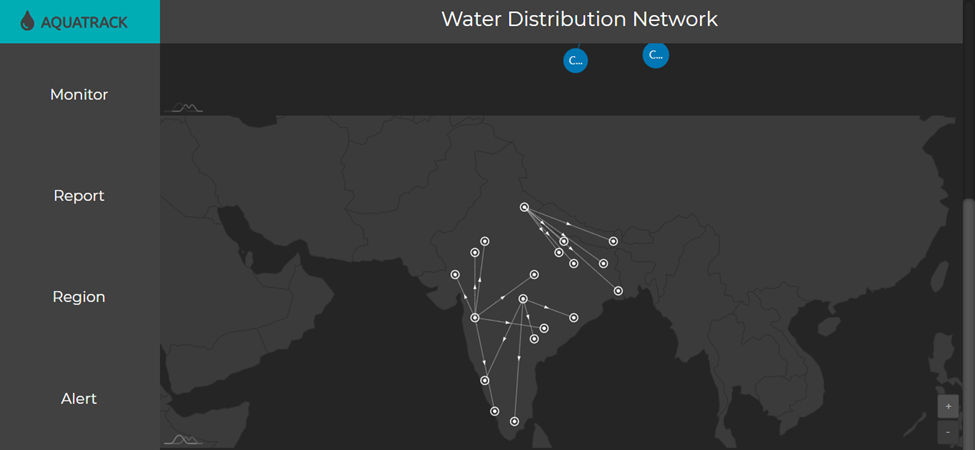 AQUATRACK
Water Distribution Network
C...
C...
Monitor
Report
Region
Alert
+
-